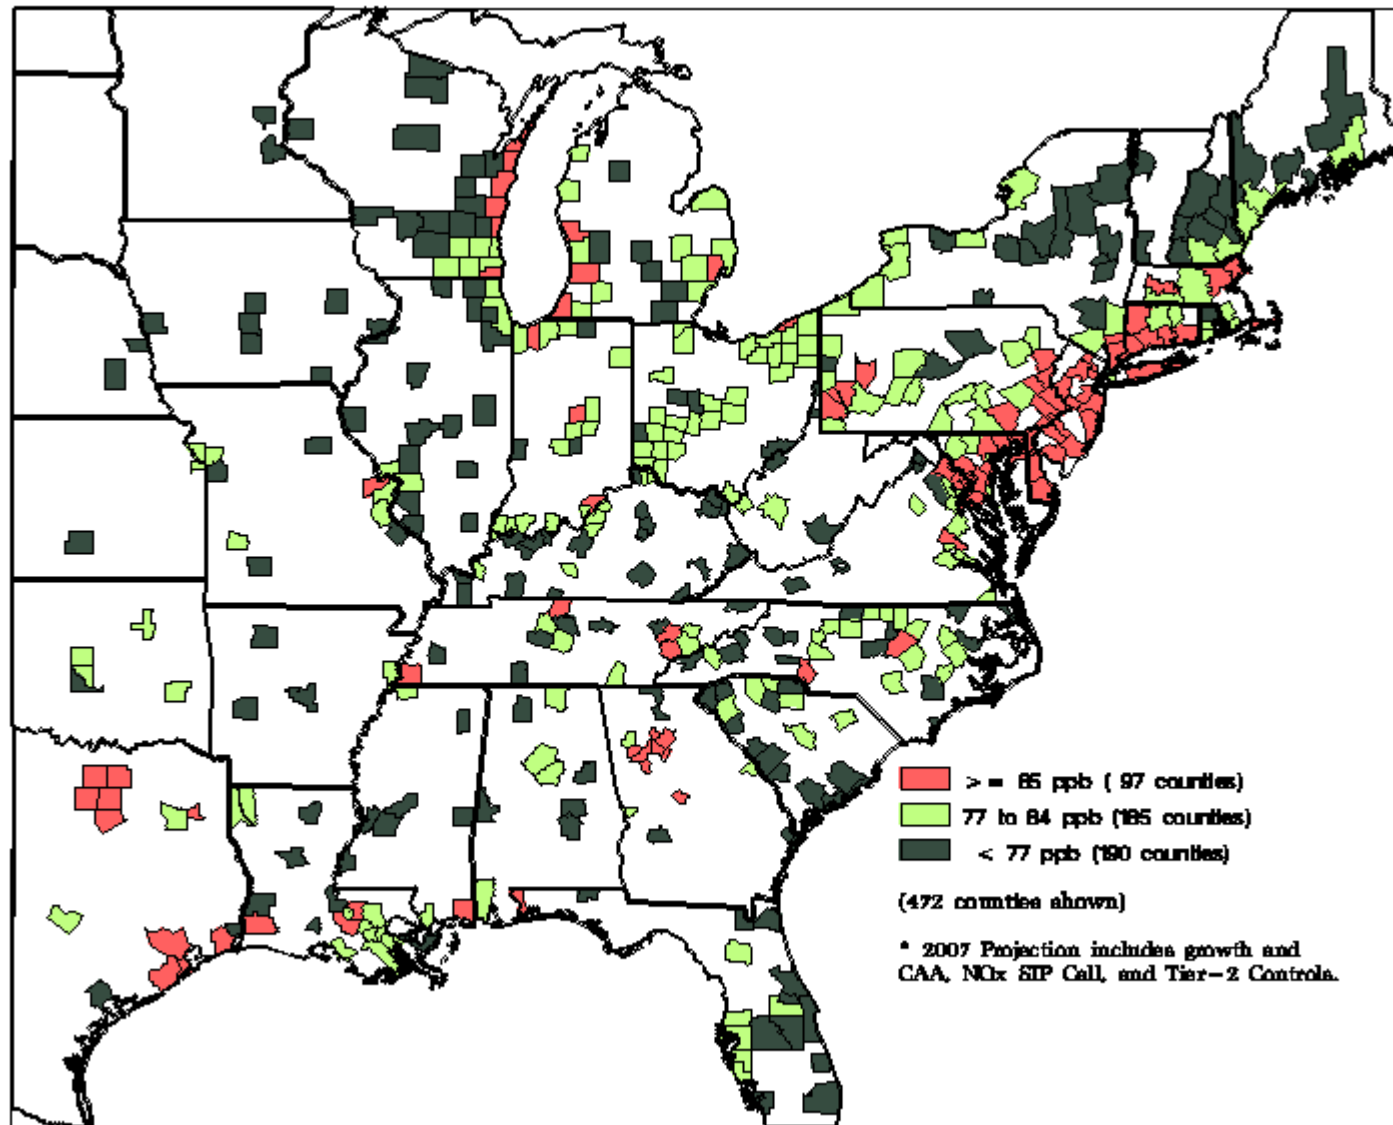 > = 85 ppb ( 97 counties)
77 to 84 ppb (185 counties)
< 77 ppb (190 counties)
(472 counties shown)
* 2007 Projection includes growth and
CAA, NOx SIP Call, and Tier-2 Controls.